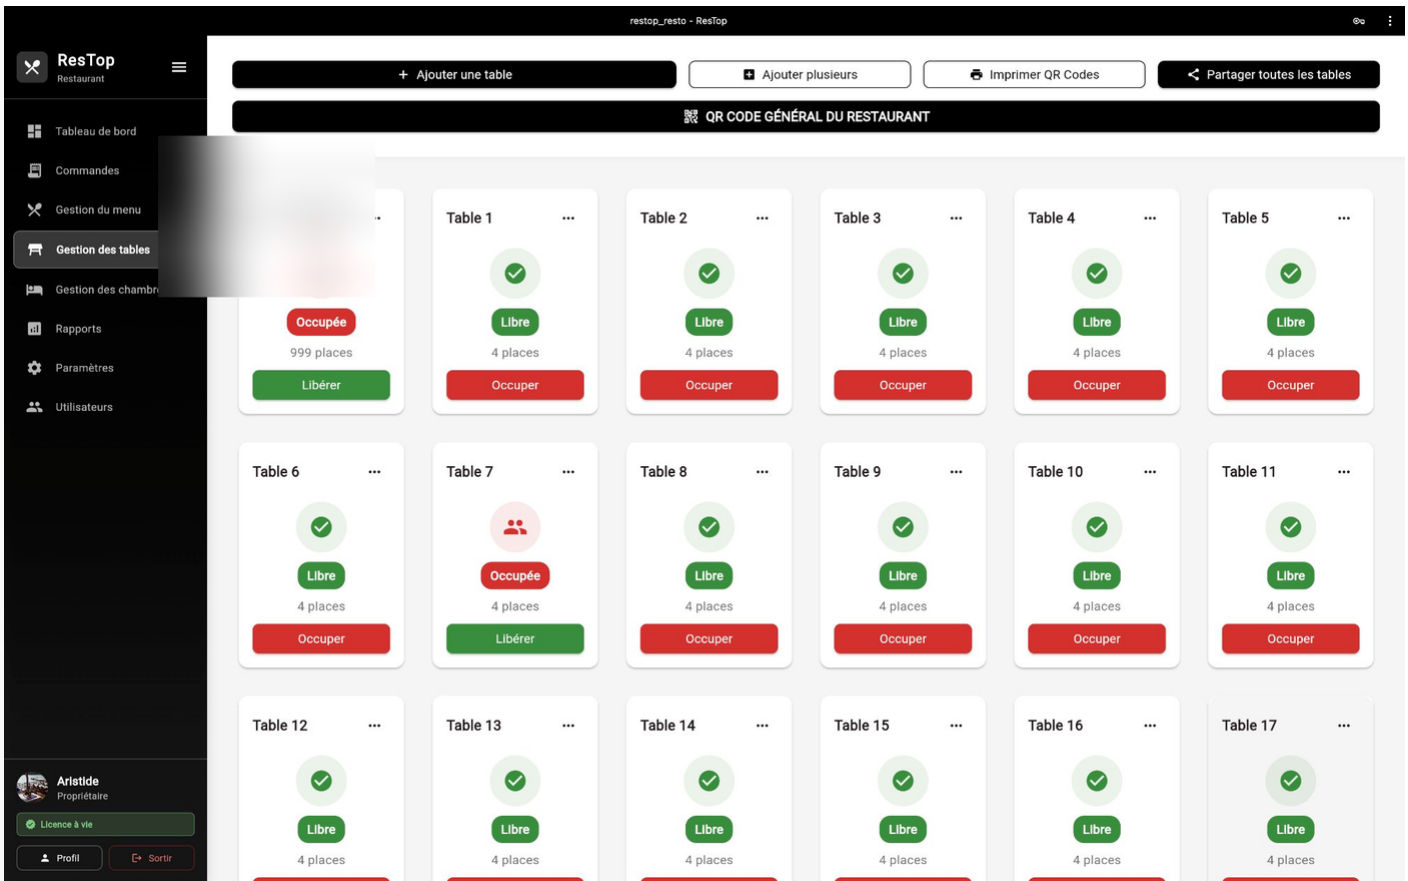 restop_resto - ResTop
ResTop
Restaurant
Tableau de bord
Commandes
Gestion du menu
Gestion des tables
Gestion des chambre
Rapports
Paramètres
Utilisateurs
Aristide
Propriétaire
Licence à vie
Profil
Sortir
+ Ajouter une table
Ajouter plusieurs
Imprimer QR Codes
Partager toutes les tables
QR CODE GÉNÉRAL DU RESTAURANT
Occupée
999 places
Libérer
Table 1
Libre
4 places
Occuper
Table 2
Libre
4 places
Occuper
Table 3
Libre
4 places
Occuper
Table 4
Libre
4 places
Occuper
Table 5
Libre
4 places
Occuper
Table 6
Libre
4 places
Occuper
Table 7
Occupée
4 places
Libérer
Table 8
Libre
4 places
Occuper
Table 9
Libre
4 places
Occuper
Table 10
Libre
4 places
Occuper
Table 11
Libre
4 places
Occuper
Table 12
Libre
4 places
Table 13
Libre
4 places
Table 14
Libre
4 places
Table 15
Libre
4 places
Table 16
Libre
4 places
Table 17
Libre
4 places